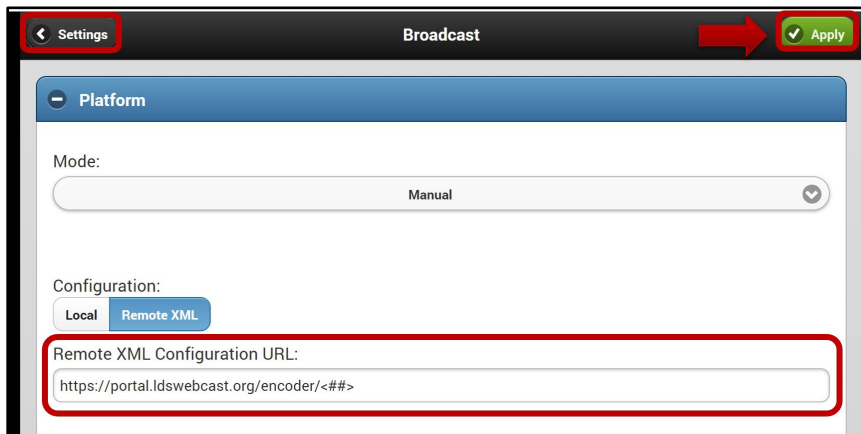 Settings
Broadcast
Apply
Platform
Mode:
Manual
Configuration:
Local
Remote XML
Remote XML Configuration URL:
https://portal.ldswebcast.org/encoder/<##>